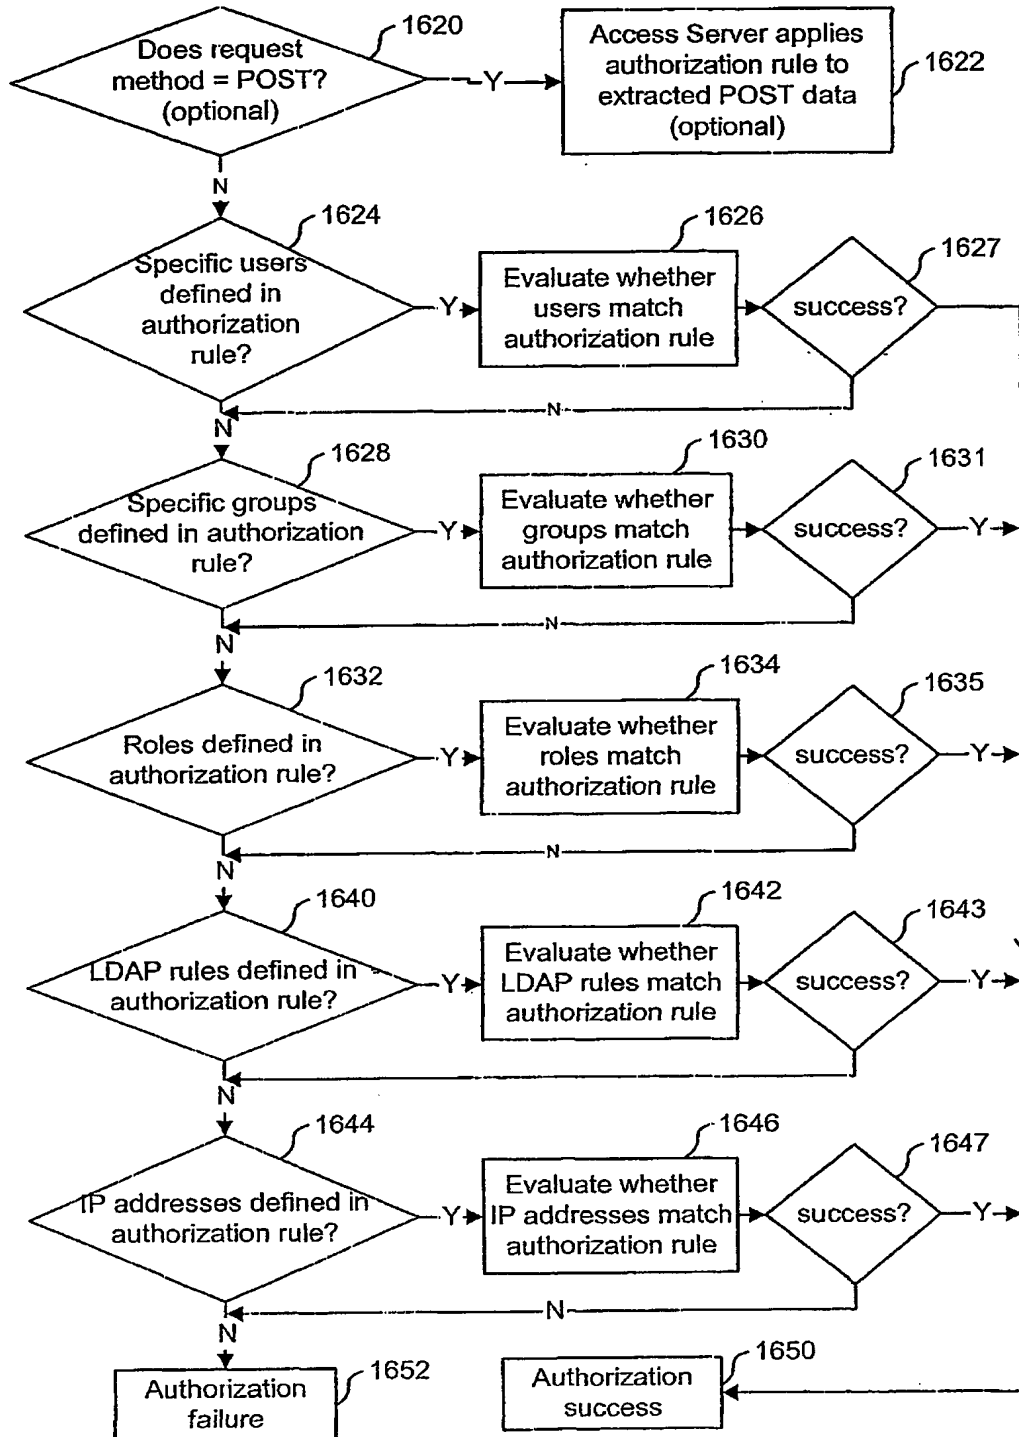 1620
Does request
method = POST?
(optional)
Y
Access Server applies
authorization rule to
extracted POST data
(optional)
1622
N
1624
Specific users
defined in
authorization
rule?
Y
1626
Evaluate whether
users match
authorization rule
1627
success?
N
N
1628
Specific groups
defined in authorization
rule?
Y
1630
Evaluate whether
groups match
authorization rule
1631
success?
Y
N
N
1632
Roles defined in
authorization rule?
Y
1634
Evaluate whether
roles match
authorization rule
1635
success?
Y
N
N
1640
LDAP rules defined in
authorization rule?
Y
1642
Evaluate whether
LDAP rules match
authorization rule
1643
success?
Y
N
1644
IP addresses defined in
authorization rule?
Y
1646
Evaluate whether
IP addresses match
authorization rule
1647
success?
Y
N
N
1652
Authorization
failure
1650
Authorization
success